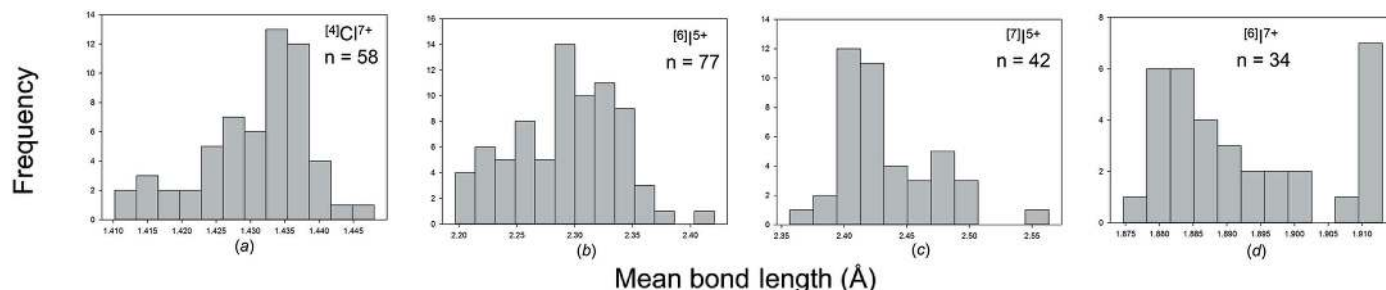 Frequency
14
12
10
8
6
4
2
0
[4]Cl7+
n = 58
1.410 1.415 1.420 1.425 1.430 1.435 1.440 1.445
(a)
16
14
12
10
8
6
4
2
0
[6]I5+
n = 77
2.20 2.25 2.30 2.35 2.40
(b)
14
12
10
8
6
4
2
0
[7]I5+
n = 42
2.35 2.40 2.45 2.50 2.55
(c)
8
6
4
2
0
[6]I7+
n = 34
1.875 1.880 1.885 1.890 1.895 1.900 1.905 1.910
(d)
Mean bond length (Å)